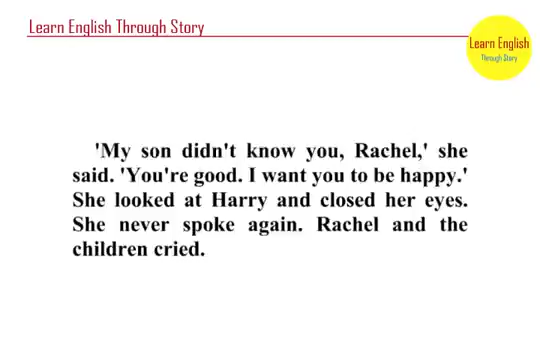 Learn English Through Story
Learn English
Through Story
'My son didn't know you, Rachel,' she
said. 'You're good. I want you to be happy.'
She looked at Harry and closed her eyes.
She never spoke again. Rachel and the
children cried.